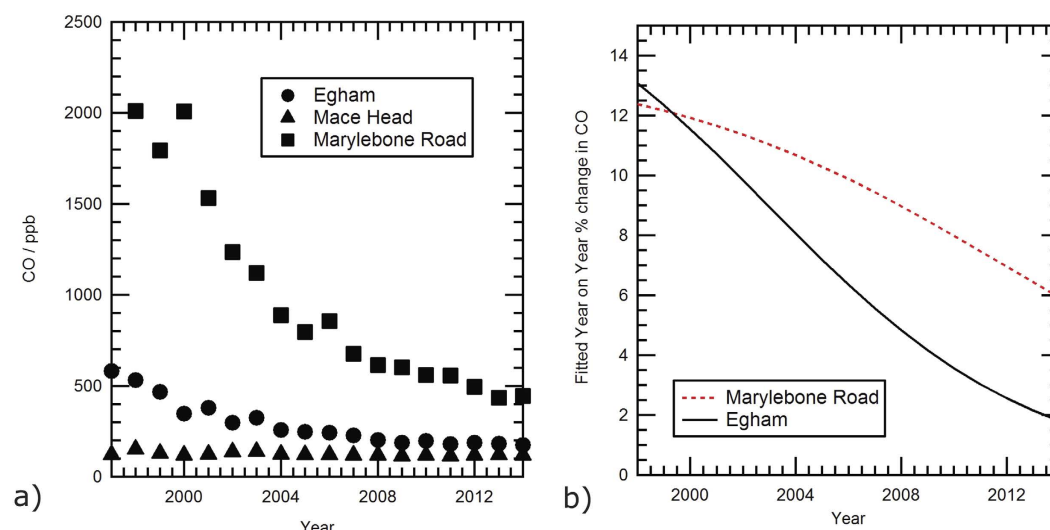 2500
2000
1500
1000
500
0
CO / ppb
Egham
Mace Head
Marylebone Road
2000
2004
2008
2012
Year
a)
14
12
10
8
6
4
2
0
Fitted Year on Year % change in CO
Marylebone Road
Egham
2000
2004
2008
2012
Year
b)